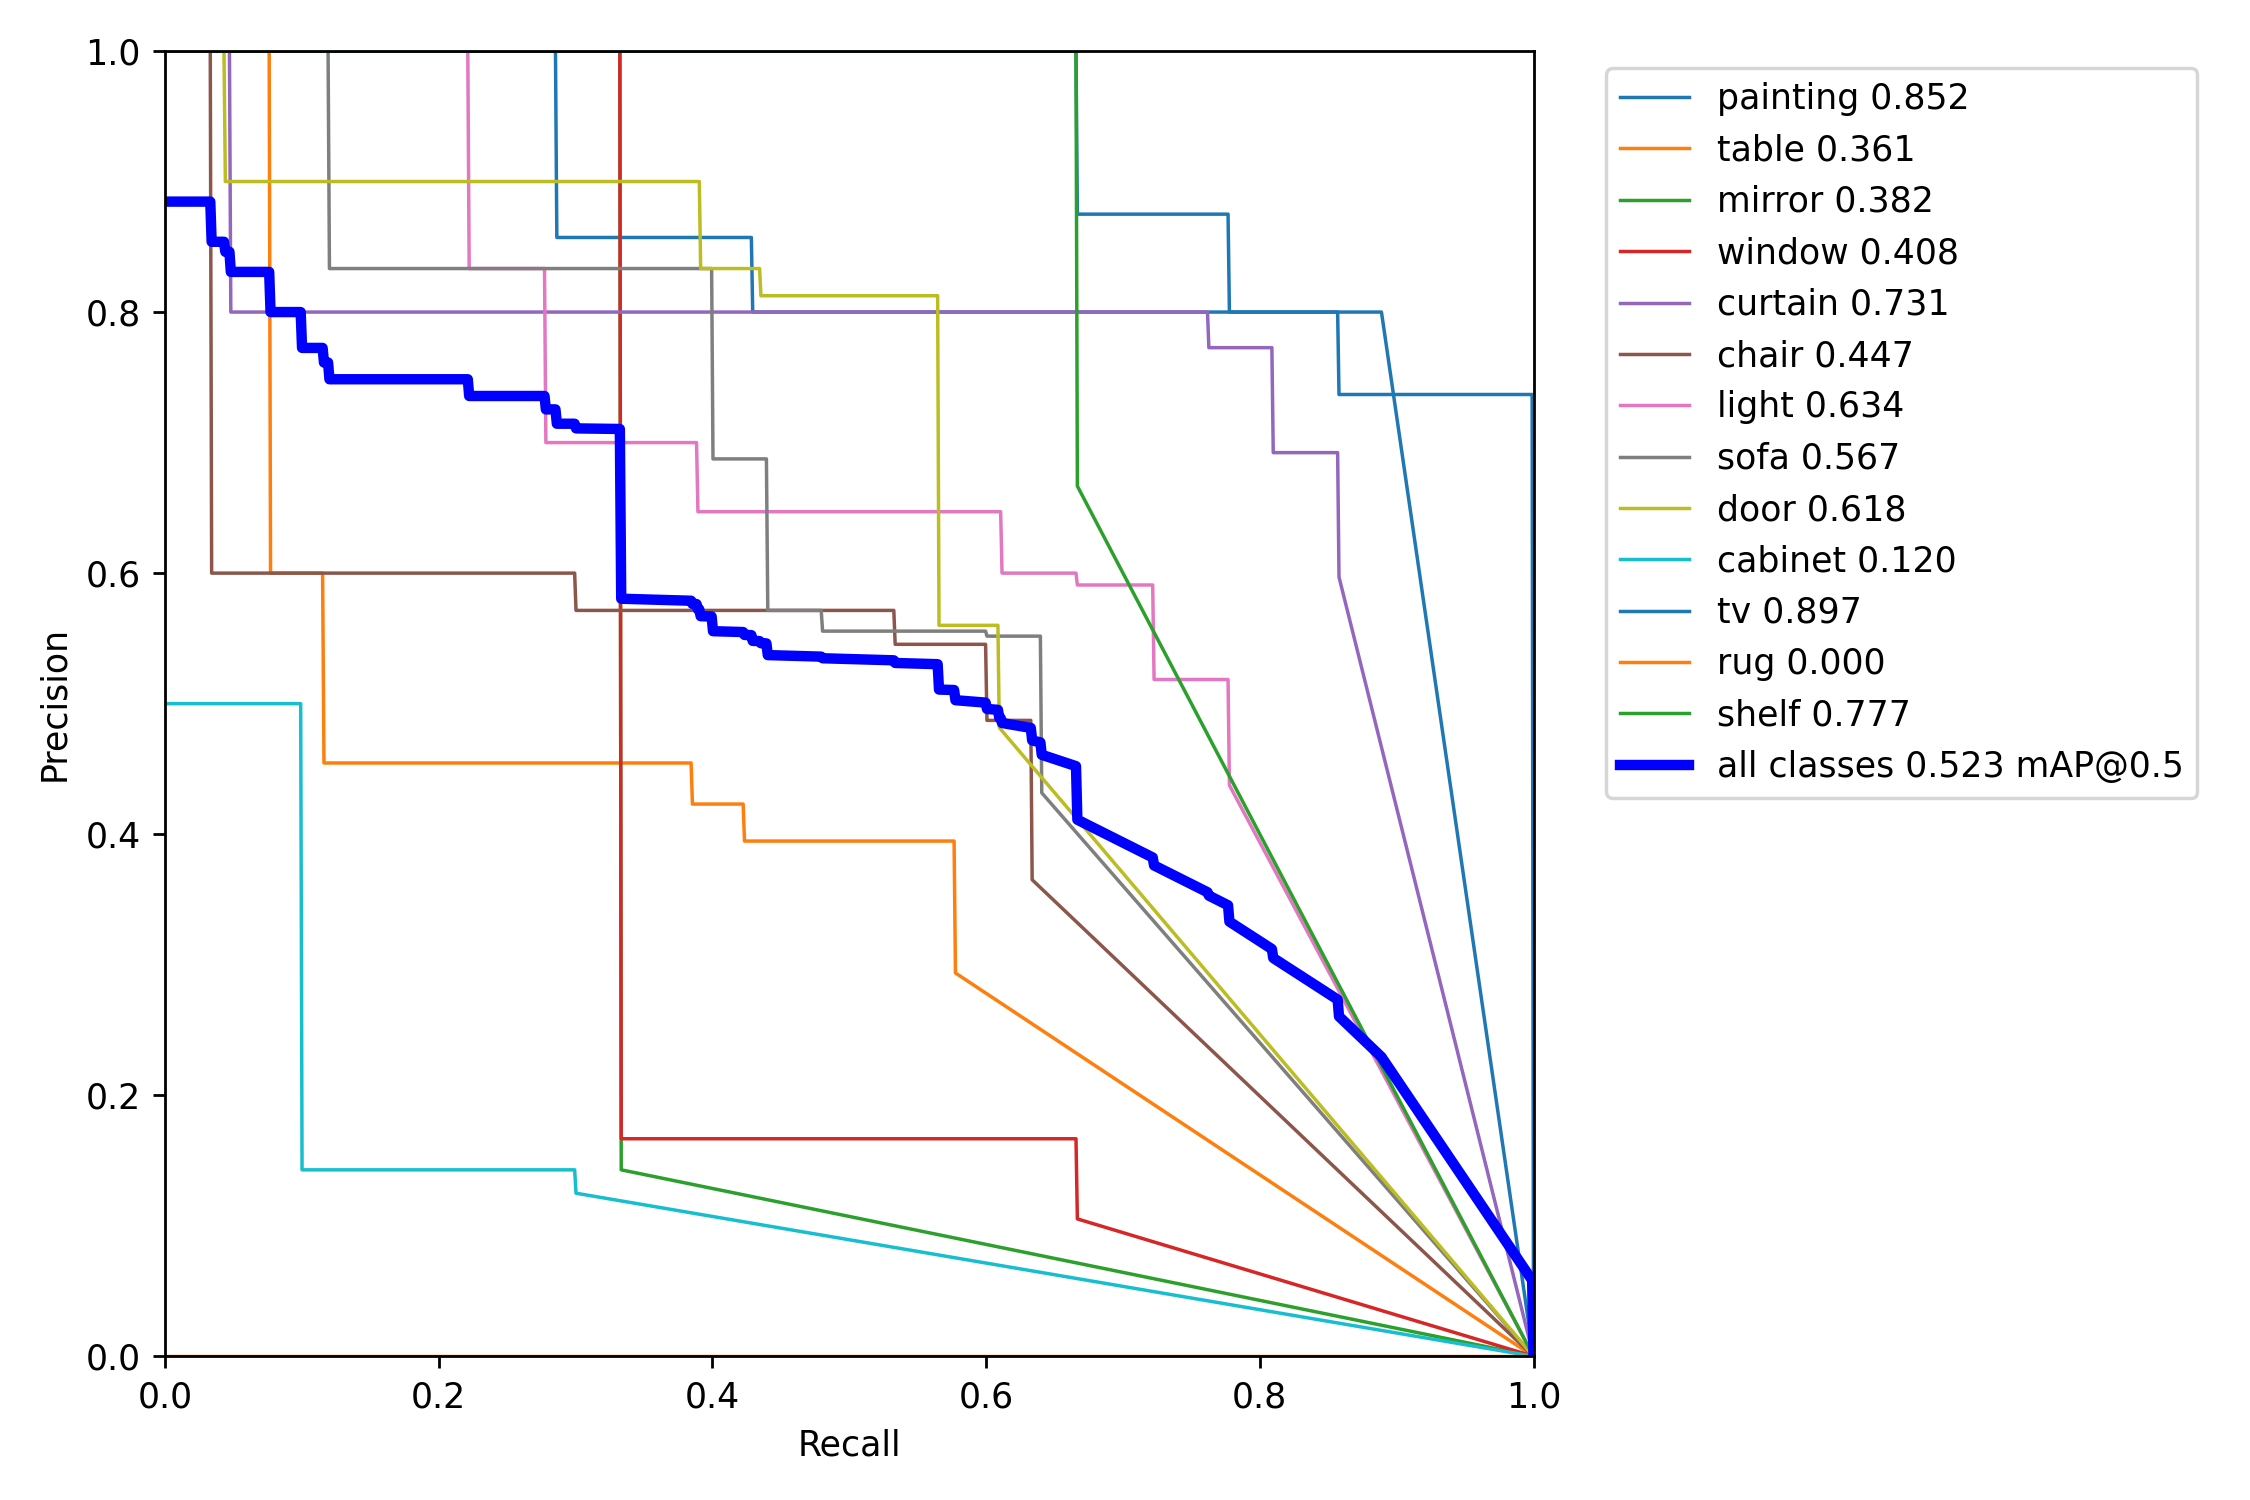 1.0
0.8
0.6
0.4
0.2
0.0
Precision
0.0 0.2 0.4 0.6 0.8 1.0
Recall
painting 0.852
table 0.361
mirror 0.382
window 0.408
curtain 0.731
chair 0.447
light 0.634
sofa 0.567
door 0.618
cabinet 0.120
tv 0.897
rug 0.000
shelf 0.777
all classes 0.523 mAP@0.5